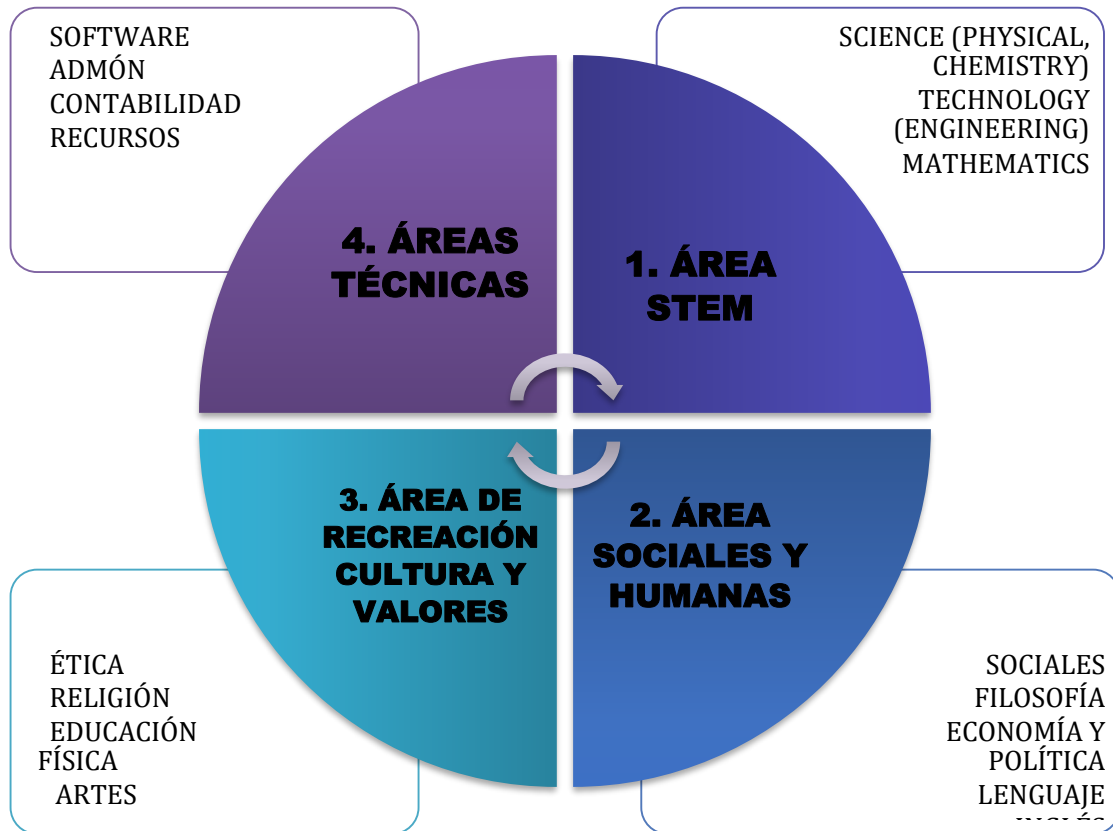 SOFTWARE
ADMÓN
CONTABILIDAD
RECURSOS
SCIENCE (PHYSICAL,
CHEMISTRY)
TECHNOLOGY
(ENGINEERING)
MATHEMATICS
4. ÁREAS
TÉCNICAS
1. ÁREA
STEM
3. ÁREA DE
RECREACIÓN
CULTURA Y
VALORES
2. ÁREA
SOCIALES Y
HUMANAS
ÉTICA
RELIGIÓN
EDUCACIÓN
FÍSICA
ARTES
SOCIALES
FILOSOFÍA
ECONOMÍA Y
POLÍTICA
LENGUAJE
INGLÉS